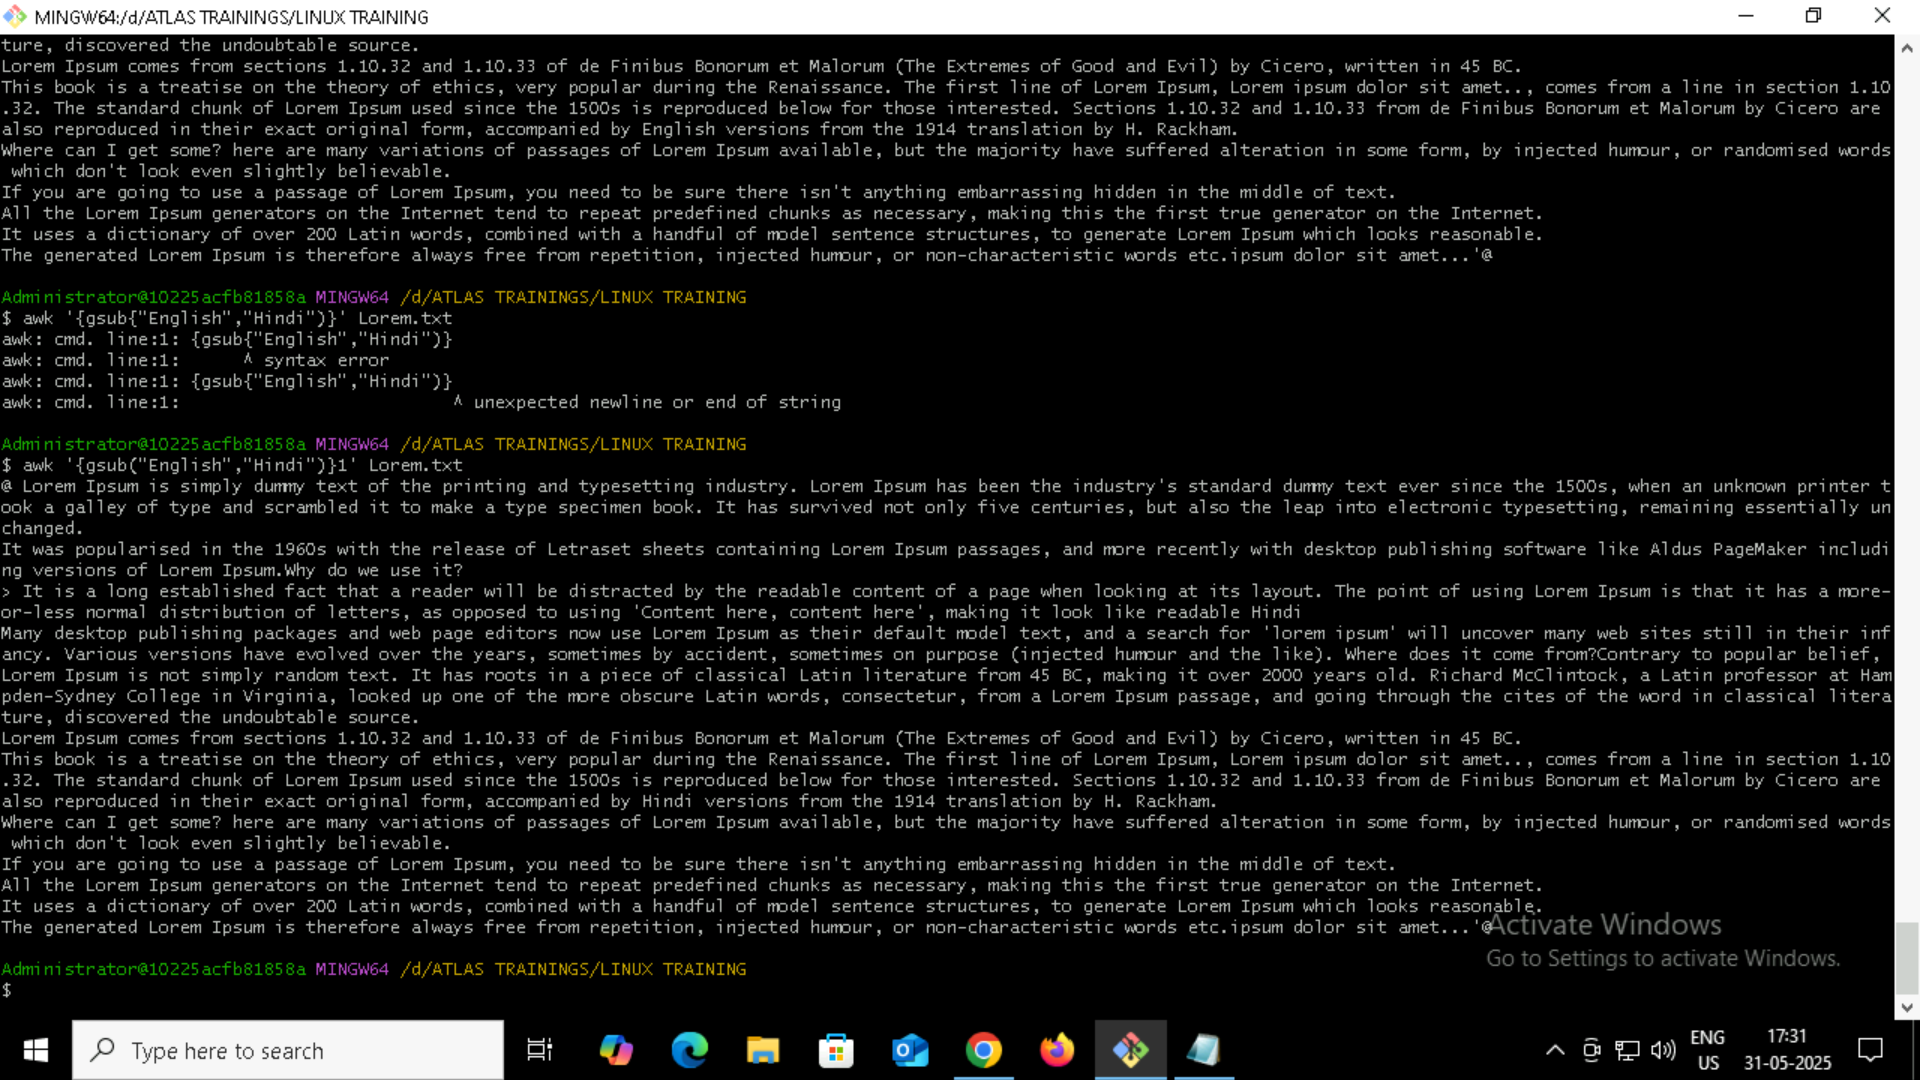 MINGW64:/d/ATLAS TRAININGS/LINUX TRAINING
ture, discovered the undoubtable source.
Lorem Ipsum comes from sections 1.10.32 and 1.10.33 of de Finibus Bonorum et Malorum (The Extremes of Good and Evil) by Cicero, written in 45 BC.
This book is a treatise on the theory of ethics, very popular during the Renaissance. The first line of Lorem Ipsum, Lorem ipsum dolor sit amet.., comes from a line in section 1.10
.32. The standard chunk of Lorem Ipsum used since the 1500s is reproduced below for those interested. Sections 1.10.32 and 1.10.33 from de Finibus Bonorum et Malorum by Cicero are
also reproduced in their exact original form, accompanied by English versions from the 1914 translation by H. Rackham.
Where can I get some? here are many variations of passages of Lorem Ipsum available, but the majority have suffered alteration in some form, by injected humour, or randomised words
 which don't look even slightly believable.
If you are going to use a passage of Lorem Ipsum, you need to be sure there isn't anything embarrassing hidden in the middle of text.
All the Lorem Ipsum generators on the Internet tend to repeat predefined chunks as necessary, making this the first true generator on the Internet.
It uses a dictionary of over 200 Latin words, combined with a handful of model sentence structures, to generate Lorem Ipsum which looks reasonable.
The generated Lorem Ipsum is therefore always free from repetition, injected humour, or non-characteristic words etc.ipsum dolor sit amet...'@
Administrator@10225acfb81858a MINGW64 /d/ATLAS TRAININGS/LINUX TRAINING
$ awk '{gsub{"English","Hindi")}' Lorem.txt
awk: cmd. line:1: {gsub{"English","Hindi")}
awk: cmd. line:1:      ^ syntax error
awk: cmd. line:1: {gsub{"English","Hindi")}
awk: cmd. line:1:                          ^ unexpected newline or end of string
Administrator@10225acfb81858a MINGW64 /d/ATLAS TRAININGS/LINUX TRAINING
$ awk '{gsub("English","Hindi")}1' Lorem.txt
@ Lorem Ipsum is simply dummy text of the printing and typesetting industry. Lorem Ipsum has been the industry's standard dummy text ever since the 1500s, when an unknown printer t
ook a galley of type and scrambled it to make a type specimen book. It has survived not only five centuries, but also the leap into electronic typesetting, remaining essentially un
changed.
It was popularised in the 1960s with the release of Letraset sheets containing Lorem Ipsum passages, and more recently with desktop publishing software like Aldus PageMaker includi
ng versions of Lorem Ipsum.Why do we use it?
> It is a long established fact that a reader will be distracted by the readable content of a page when looking at its layout. The point of using Lorem Ipsum is that it has a more-
or-less normal distribution of letters, as opposed to using 'Content here, content here', making it look like readable Hindi
Many desktop publishing packages and web page editors now use Lorem Ipsum as their default model text, and a search for 'lorem ipsum' will uncover many web sites still in their inf
ancy. Various versions have evolved over the years, sometimes by accident, sometimes on purpose (injected humour and the like). Where does it come from?Contrary to popular belief,
Lorem Ipsum is not simply random text. It has roots in a piece of classical Latin literature from 45 BC, making it over 2000 years old. Richard McClintock, a Latin professor at Ham
pden-Sydney College in Virginia, looked up one of the more obscure Latin words, consectetur, from a Lorem Ipsum passage, and going through the cites of the word in classical litera
ture, discovered the undoubtable source.
Lorem Ipsum comes from sections 1.10.32 and 1.10.33 of de Finibus Bonorum et Malorum (The Extremes of Good and Evil) by Cicero, written in 45 BC.
This book is a treatise on the theory of ethics, very popular during the Renaissance. The first line of Lorem Ipsum, Lorem ipsum dolor sit amet.., comes from a line in section 1.10
.32. The standard chunk of Lorem Ipsum used since the 1500s is reproduced below for those interested. Sections 1.10.32 and 1.10.33 from de Finibus Bonorum et Malorum by Cicero are
also reproduced in their exact original form, accompanied by Hindi versions from the 1914 translation by H. Rackham.
Where can I get some? here are many variations of passages of Lorem Ipsum available, but the majority have suffered alteration in some form, by injected humour, or randomised words
 which don't look even slightly believable.
If you are going to use a passage of Lorem Ipsum, you need to be sure there isn't anything embarrassing hidden in the middle of text.
All the Lorem Ipsum generators on the Internet tend to repeat predefined chunks as necessary, making this the first true generator on the Internet.
It uses a dictionary of over 200 Latin words, combined with a handful of model sentence structures, to generate Lorem Ipsum which looks reasonable.
The generated Lorem Ipsum is therefore always free from repetition, injected humour, or non-characteristic words etc.ipsum dolor sit amet...'@
Activate Windows
Go to Settings to activate Windows.
Administrator@10225acfb81858a MINGW64 /d/ATLAS TRAININGS/LINUX TRAINING
$
Type here to search
ENG
US
17:31
31-05-2025